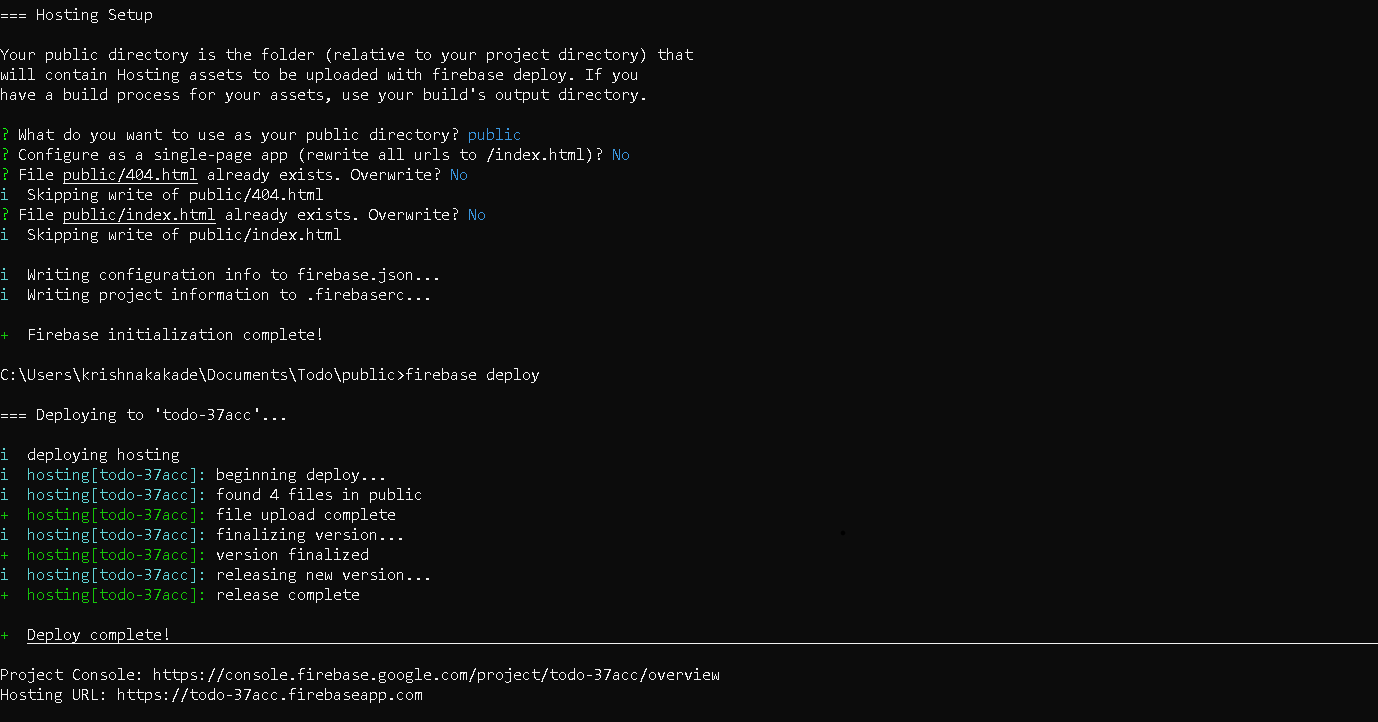 === Hosting Setup
Your public directory is the folder (relative to your project directory) that
will contain Hosting assets to be uploaded with firebase deploy. If you
have a build process for your assets, use your build's output directory.
? What do you want to use as your public directory? public
? Configure as a single-page app (rewrite all urls to /index.html)? No
? File public/404.html already exists. Overwrite? No
i  Skipping write of public/404.html
? File public/index.html already exists. Overwrite? No
i  Skipping write of public/index.html
i  Writing configuration info to firebase.json...
i  Writing project information to .firebaserc...
+  Firebase initialization complete!
C:\Users\krishnakakade\Documents\Todo\public>firebase deploy
=== Deploying to 'todo-37acc'...
i  deploying hosting
i  hosting[todo-37acc]: beginning deploy...
i  hosting[todo-37acc]: found 4 files in public
+  hosting[todo-37acc]: file upload complete
i  hosting[todo-37acc]: finalizing version...
+  hosting[todo-37acc]: version finalized
i  hosting[todo-37acc]: releasing new version...
+  hosting[todo-37acc]: release complete
+  Deploy complete!
Project Console: https://console.firebase.google.com/project/todo-37acc/overview
Hosting URL: https://todo-37acc.firebaseapp.com